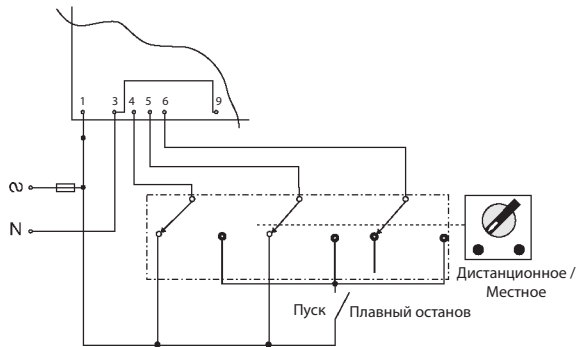 1 3 4 5 6 9
N
Дистанционное /
Местное
Пуск
Плавный останов